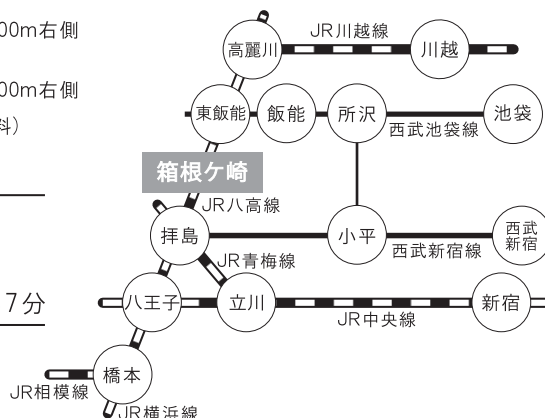 00m右側
JR川越線
高麗川
川越
00m右側
料）
東飯能
飯能
所沢
池袋
西武池袋線
箱根ケ崎
JR八高線
拝島
小平
西武新宿線
西武
新宿
JR青梅線
7分
八王子
立川
新宿
JR中央線
橋本
JR相模線
JR横浜線